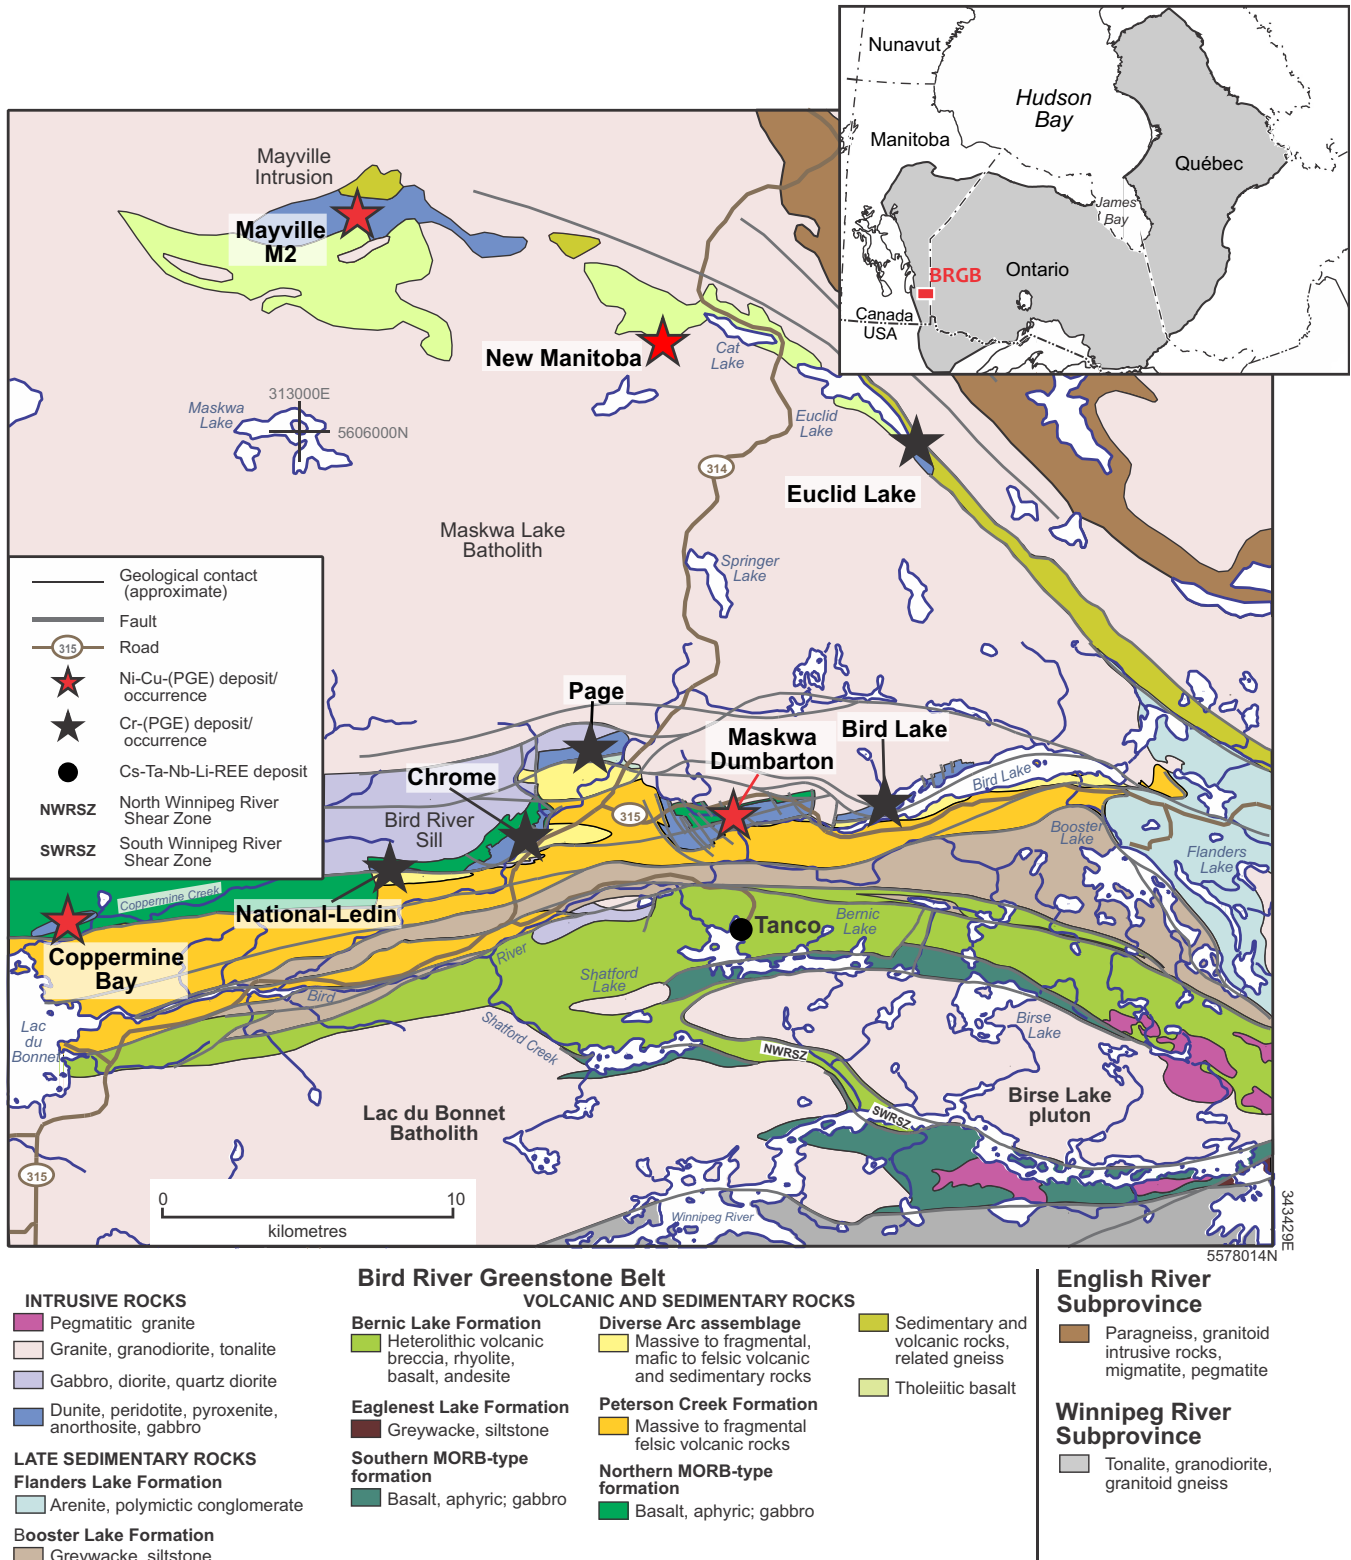 Nunavut
Hudson
Bay
Manitoba
Québec
James
Bay
BRGB
Ontario
Canada
USA
Mayville
Intrusion
Mayville
M2
New Manitoba
Cat
Lake
313000E
Maskwa
Lake
5606000N
Euclid
Lake
314
Euclid Lake
Maskwa Lake
Batholith
Springer
Lake
Geological contact
(approximate)
Fault
315
Road
Ni-Cu-(PGE) deposit/
occurrence
Cr-(PGE) deposit/
occurrence
Cs-Ta-Nb-Li-REE deposit
NWRSZ
North Winnipeg River
Shear Zone
SWRSZ
South Winnipeg River
Shear Zone
Page
Bird Lake
Maskwa
Dumbarton
Chrome
Bird Lake
Bird River
Sill
315
Booster
Lake
Flanders
Lake
Coppermine Creek
National-Ledin
Tanco
Bernic
Lake
Coppermine
Bay
River
Shatford
Lake
Bird
Lac
du
Bonnet
Shatford Creek
Birse
Lake
NWRSZ
SWRSZ
Birse Lake
pluton
Lac du Bonnet
Batholith
315
0 10
kilometres
Winnipeg River
343429E
5578014N
Bird River Greenstone Belt
INTRUSIVE ROCKS
Pegmatitic granite
Granite, granodiorite, tonalite
Gabbro, diorite, quartz diorite
Dunite, peridotite, pyroxenite,
anorthosite, gabbro
LATE SEDIMENTARY ROCKS
Flanders Lake Formation
Arenite, polymictic conglomerate
Booster Lake Formation
Greywacke, siltstone
VOLCANIC AND SEDIMENTARY ROCKS
Bernic Lake Formation
Heterolithic volcanic
breccia, rhyolite,
basalt, andesite
Eaglenest Lake Formation
Greywacke, siltstone
Southern MORB-type
formation
Basalt, aphyric; gabbro
Diverse Arc assemblage
Massive to fragmental,
mafic to felsic volcanic
and sedimentary rocks
Peterson Creek Formation
Massive to fragmental
felsic volcanic rocks
Northern MORB-type
formation
Basalt, aphyric; gabbro
Sedimentary and
volcanic rocks,
related gneiss
Tholeiitic basalt
English River
Subprovince
Paragneiss, granitoid
intrusive rocks,
migmatite, pegmatite
Winnipeg River
Subprovince
Tonalite, granodiorite,
granitoid gneiss